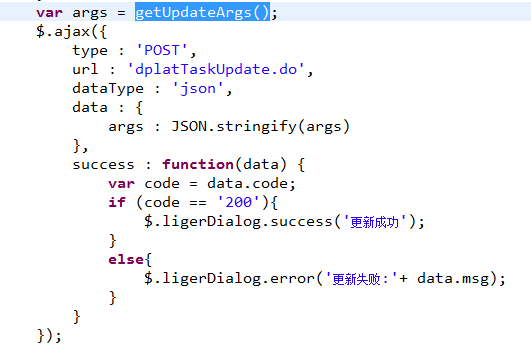 var args = getUpdateArgs();
$.ajax({
type : 'POST',
url : 'dplatTaskUpdate.do',
dataType : 'json',
data : {
args : JSON.stringify(args)
},
success : function(data) {
var code = data.code;
if (code == '200'){
$.ligerDialog.success('更新成功');
}
else{
$.ligerDialog.error('更新失败:'+ data.msg);
}
}
});